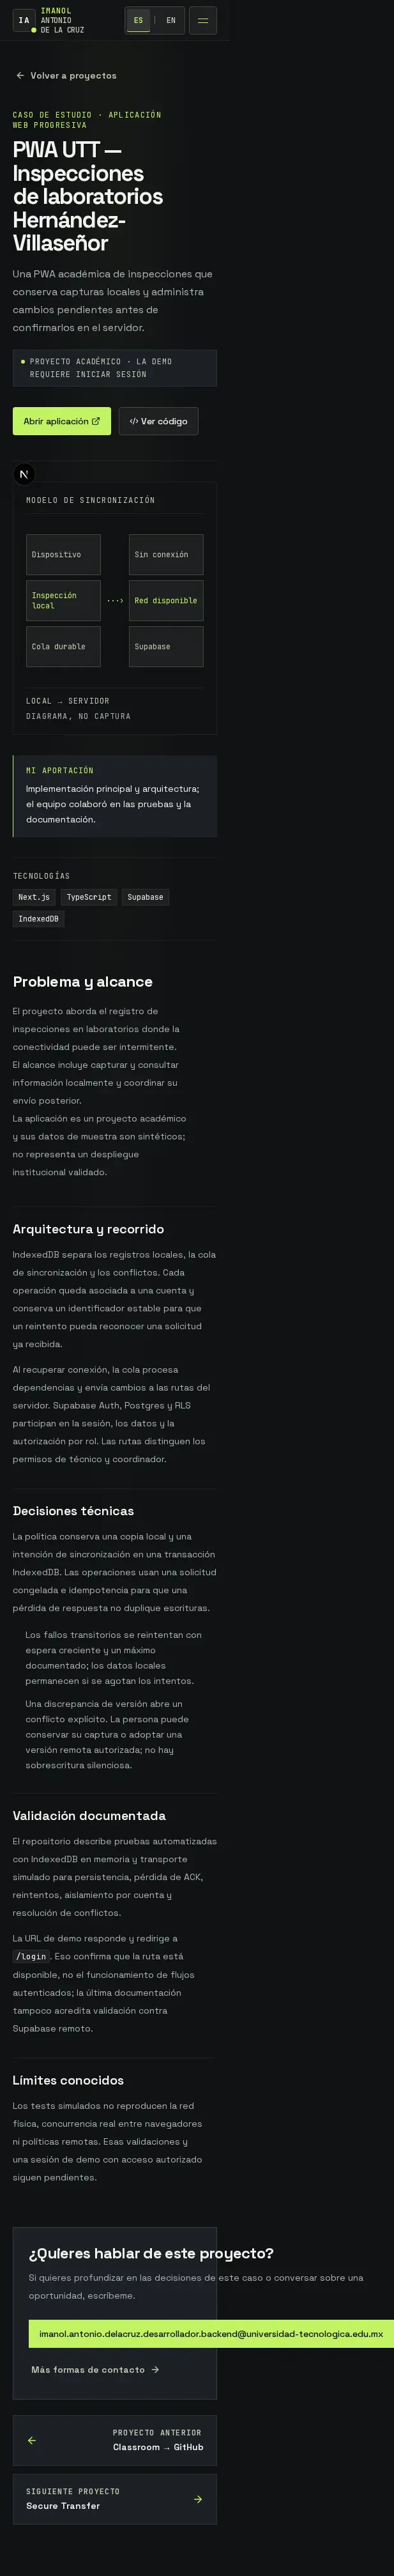 IA
IMANOL
ANTONIO
DE LA CRUZ
ES | EN
← Volver a proyectos
CASO DE ESTUDIO · APLICACIÓN
WEB PROGRESIVA
PWA UTT —
Inspecciones
de laboratorios
Hernández-
Villaseñor
Una PWA académica de inspecciones que
conserva capturas locales y administra
cambios pendientes antes de
confirmarlos en el servidor.
PROYECTO ACADÉMICO · LA DEMO
REQUIERE INICIAR SESIÓN
Abrir aplicación
Ver código
N
MODELO DE SINCRONIZACIÓN
Dispositivo
Sin conexión
Inspección
local
Red disponible
Cola durable
Supabase
LOCAL → SERVIDOR
DIAGRAMA, NO CAPTURA
MI APORTACIÓN
Implementación principal y arquitectura;
el equipo colaboró en las pruebas y la
documentación.
TECNOLOGÍAS
Next.js
TypeScript
Supabase
IndexedDB
Problema y alcance
El proyecto aborda el registro de
inspecciones en laboratorios donde la
conectividad puede ser intermitente.
El alcance incluye capturar y consultar
información localmente y coordinar su
envío posterior.
La aplicación es un proyecto académico
y sus datos de muestra son sintéticos;
no representa un despliegue
institucional validado.
Arquitectura y recorrido
IndexedDB separa los registros locales, la cola
de sincronización y los conflictos. Cada
operación queda asociada a una cuenta y
conserva un identificador estable para que
un reintento pueda reconocer una solicitud
ya recibida.
Al recuperar conexión, la cola procesa
dependencias y envía cambios a las rutas del
servidor. Supabase Auth, Postgres y RLS
participan en la sesión, los datos y la
autorización por rol. Las rutas distinguen los
permisos de técnico y coordinador.
Decisiones técnicas
La política conserva una copia local y una
intención de sincronización en una transacción
IndexedDB. Las operaciones usan una solicitud
congelada e idempotencia para que una
pérdida de respuesta no duplique escrituras.
Los fallos transitorios se reintentan con
espera creciente y un máximo
documentado; los datos locales
permanecen si se agotan los intentos.
Una discrepancia de versión abre un
conflicto explícito. La persona puede
conservar su captura o adoptar una
versión remota autorizada; no hay
sobrescritura silenciosa.
Validación documentada
El repositorio describe pruebas automatizadas
con IndexedDB en memoria y transporte
simulado para persistencia, pérdida de ACK,
reintentos, aislamiento por cuenta y
resolución de conflictos.
La URL de demo responde y redirige a
/login. Eso confirma que la ruta está
disponible, no el funcionamiento de flujos
autenticados; la última documentación
tampoco acredita validación contra
Supabase remoto.
Límites conocidos
Los tests simulados no reproducen la red
física, concurrencia real entre navegadores
ni políticas remotas. Esas validaciones y
una sesión de demo con acceso autorizado
siguen pendientes.
¿Quieres hablar de este proyecto?
Si quieres profundizar en las decisiones de este caso o conversar sobre una
oportunidad, escríbeme.
imanol.antonio.delacruz.desarrollador.backend@universidad-tecnologica.edu.mx
Más formas de contacto →
← PROYECTO ANTERIOR
Classroom → GitHub
SIGUIENTE PROYECTO →
Secure Transfer